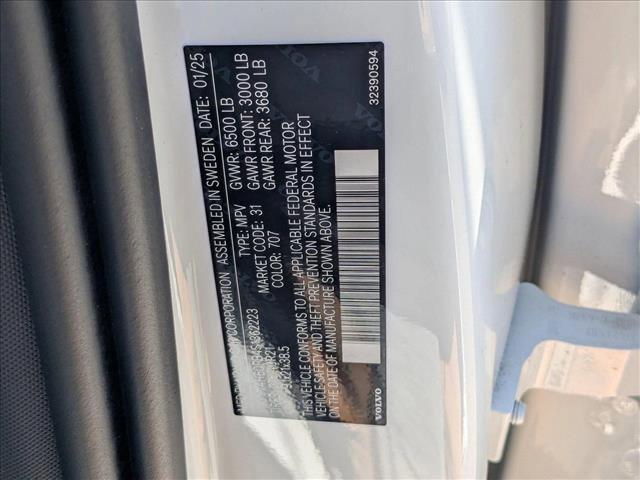 CORPORATION ASSEMBLED IN SWEDEN DATE: 01/25
TYPE: MPV GVWR: 6500 LB
MARKET CODE: 31 GAWR FRONT: 3000 LB
COLOR: 707 GAWR REAR: 3680 LB
THIS VEHICLE CONFORMS TO ALL APPLICABLE FEDERAL MOTOR
VEHICLE SAFETY AND THEFT PREVENTION STANDARDS IN EFFECT
ON THE DATE OF MANUFACTURE SHOWN ABOVE.
VOLVO
32390594